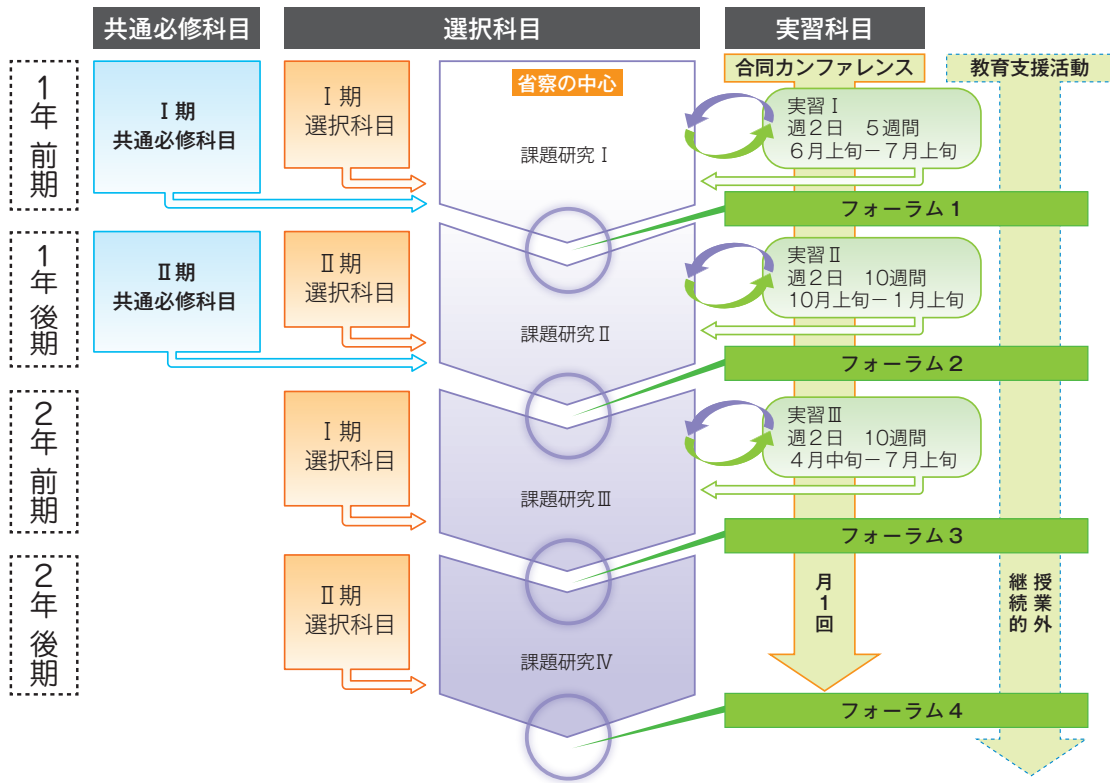 共通必修科目
選択科目
実習科目
合同カンファレンス
教育支援活動
1年 前期
Ⅰ期
共通必修科目
Ⅰ期
選択科目
省察の中心
課題研究Ⅰ
実習Ⅰ
週2日 5週間
6月上旬－7月上旬
フォーラム1
1年 後期
Ⅱ期
共通必修科目
Ⅱ期
選択科目
課題研究Ⅱ
実習Ⅱ
週2日 10週間
10月上旬－1月上旬
フォーラム2
2年 前期
Ⅰ期
選択科目
課題研究Ⅲ
実習Ⅲ
週2日 10週間
4月中旬－7月上旬
フォーラム3
2年 後期
Ⅱ期
選択科目
課題研究Ⅳ
月1回
授業外
継続的
フォーラム4